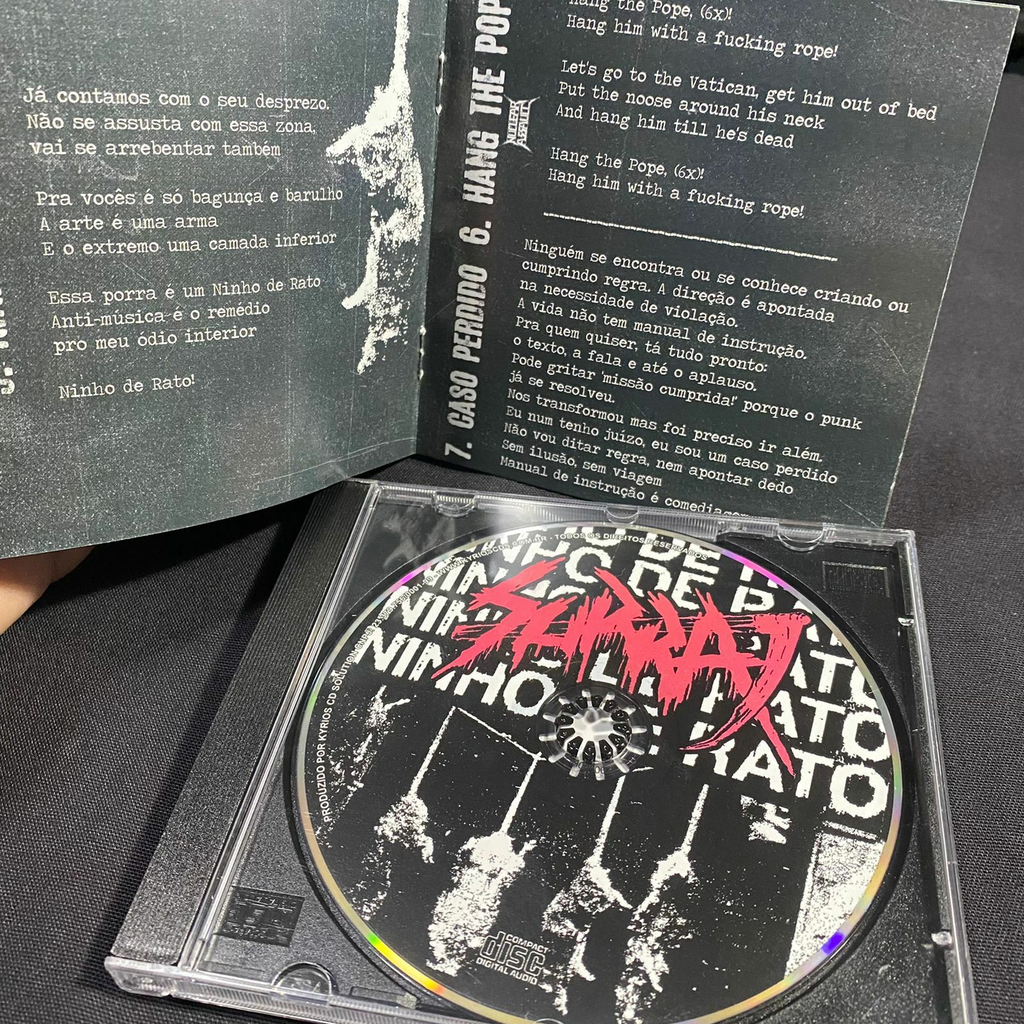 Já contamos com o seu desprezo.
Não se assusta com essa zona,
vai se arrebentar também
Pra vocês é só bagunça e barulho
A arte é uma arma
E o extremo uma camada inferior
Essa porra é um Ninho de Rato
Anti-música é o remédio
pro meu ódio interior
Ninho de Rato!
7. CASO PERDIDO 6. HANG THE POP
NUCLEAR ASSAULT
Hang the Pope, (6x)!
Hang him with a fucking rope!
Let's go to the Vatican, get him out of bed
Put the noose around his neck
And hang him till he's dead
Hang the Pope, (6x)!
Hang him with a fucking rope!
Ninguém se encontra ou se conhece criando ou
cumprindo regra. A direção é apontada
na necessidade de violação.
A vida não tem manual de instrução.
Pra quem quiser, tá tudo pronto:
o texto, a fala e até o aplauso.
Pode gritar 'missão cumprida!' porque o punk
já se resolveu.
Nos transformou mas foi preciso ir além.
Eu num tenho juízo, eu sou um caso perdido
Não vou ditar regra, nem apontar dedo
Sem ilusão, sem viagem
Manual de instrução é comediagem
PRODUZIDO POR KYRIOS CD SOLUTION
TODOS OS DIREITOS RESERVADOS
NINHO DE RATO
NINHO DE RATO
NINHO DE RATO
SURRA
COMPACT
disc
DIGITAL AUDIO